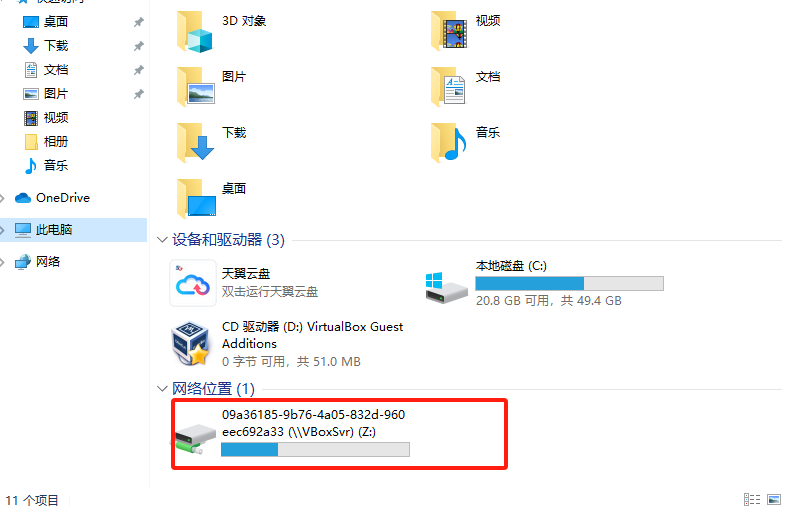 桌面
下载
文档
图片
视频
相册
音乐
OneDrive
此电脑
网络
3D 对象
视频
图片
文档
下载
音乐
桌面
设备和驱动器 (3)
天翼云盘
双击运行天翼云盘
本地磁盘 (C:)
20.8 GB 可用，共 49.4 GB
CD 驱动器 (D:) VirtualBox Guest
Additions
0 字节 可用，共 51.0 MB
网络位置 (1)
09a36185-9b76-4a05-832d-960
eec692a33 (\\VBoxSvr) (Z:)
11 个项目